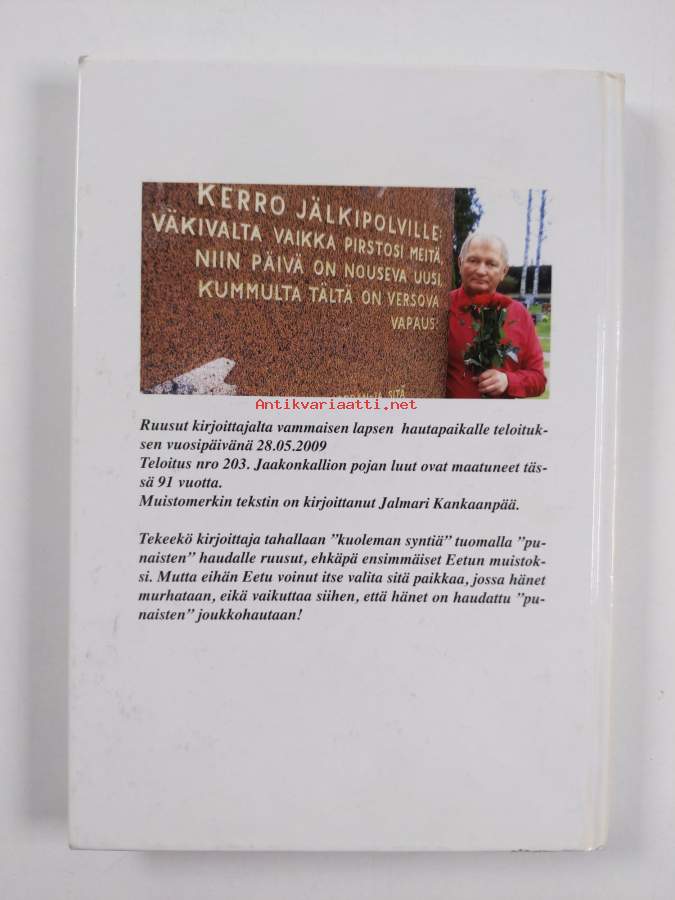 KERRO JÄLKIPOLVILLE:
VÄKIVALTA VAIKKA PIRSTOSI MEITÄ,
NIIN PÄIVÄ ON NOUSEVA UUSI,
KUMMULTA TÄLTÄ ON VERSOVA
VAPAUS:
SITÄ
Antikvariaatti.net
Ruusut kirjoittajalta vammaisen lapsen hautapaikalle teloituk-
sen vuosipäivänä 28.05.2009
Teloitus nro 203. Jaakonkallion pojan luut ovat maatuneet täs-
sä 91 vuotta.
Muistomerkin tekstin on kirjoittanut Jalmari Kankaanpää.
Tekeekö kirjoittaja tahallaan ”kuoleman syntiä” tuomalla ”pu-
naisten” haudalle ruusut, ehkäpä ensimmäiset Eetun muistok-
si. Mutta eihän Eetu voinut itse valita sitä paikkaa, jossa hänet
murhataan, eikä vaikuttaa siihen, että hänet on haudattu ”pu-
naisten” joukkohautaan!